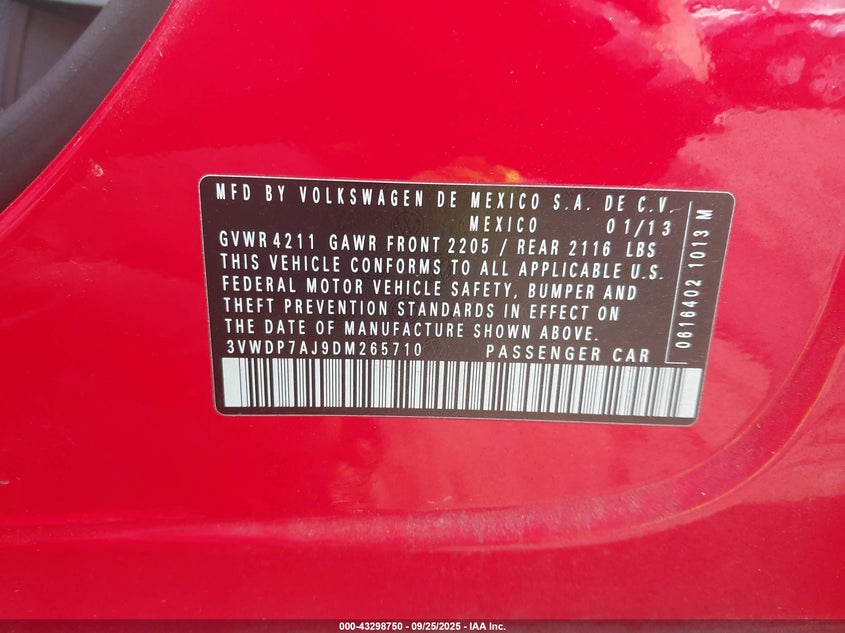 MFD BY VOLKSWAGEN DE MEXICO S.A. DE C.V.
MEXICO 01/13
GVWR 4211 GAWR FRONT 2205 / REAR 2116 LBS
THIS VEHICLE CONFORMS TO ALL APPLICABLE U.S.
FEDERAL MOTOR VEHICLE SAFETY, BUMPER AND
THEFT PREVENTION STANDARDS IN EFFECT ON
THE DATE OF MANUFACTURE SHOWN ABOVE.
3VWDP7AJ9DM265710 PASSENGER CAR
0616402 1013 M
000-43298750 - 09/25/2025 - IAA Inc.